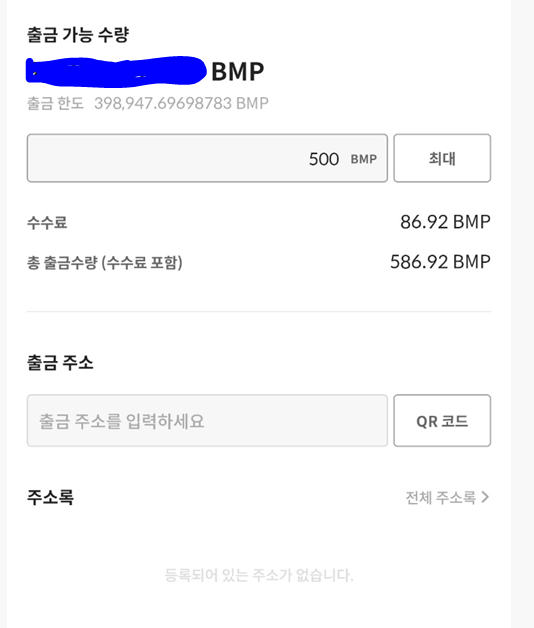 출금 가능 수량
BMP
출금 한도 398,947.69698783 BMP
500 BMP 최대
수수료 86.92 BMP
총 출금수량 (수수료 포함) 586.92 BMP
출금 주소
출금 주소를 입력하세요 QR 코드
주소록 전체 주소록 >
등록되어 있는 주소가 없습니다.